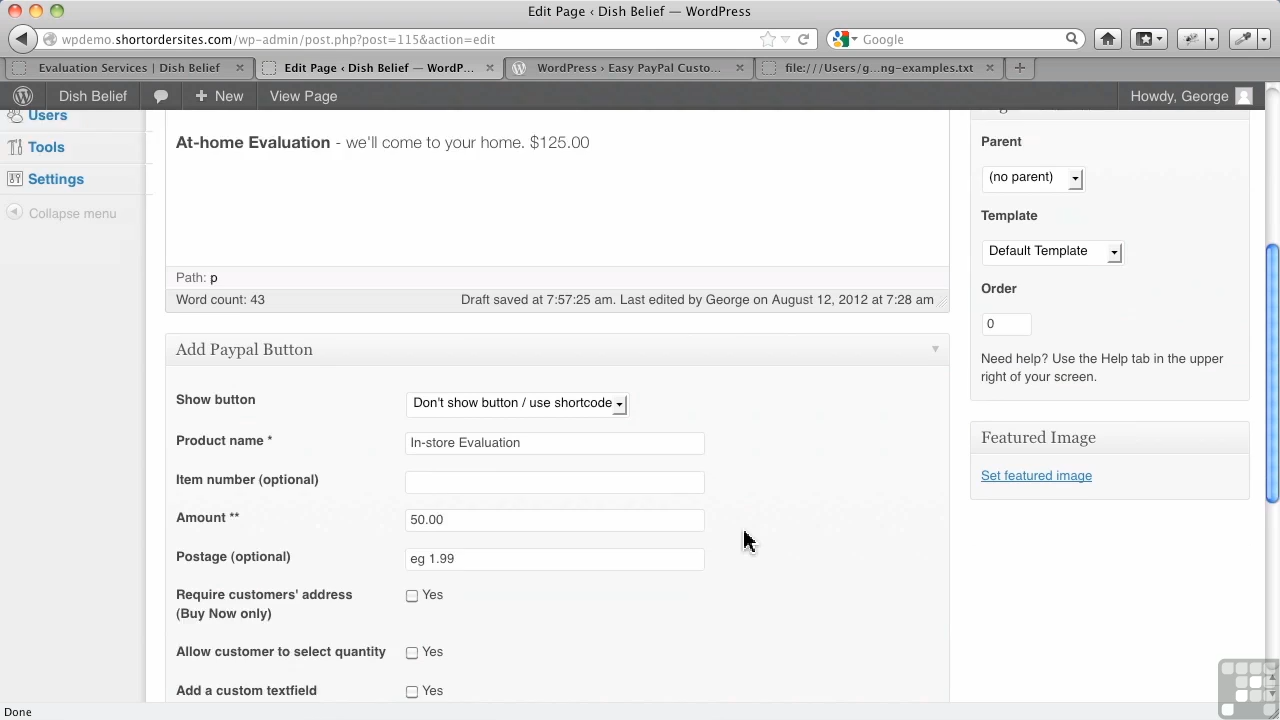 Edit Page ‹ Dish Belief — WordPress
wpdemo.shortordersites.com/wp-admin/post.php?post=115&action=edit
Google
Evaluation Services | Dish Belief
Edit Page ‹ Dish Belief — WordP...
WordPress › Easy PayPal Custo...
file:///Users/g...ng-examples.txt
Dish Belief
New
View Page
Howdy, George
Users
Tools
Settings
Collapse menu
At-home Evaluation - we'll come to your home. $125.00
Path: p
Word count: 43
Draft saved at 7:57:25 am. Last edited by George on August 12, 2012 at 7:28 am
Add Paypal Button
Show button
Don't show button / use shortcode
Product name *
In-store Evaluation
Item number (optional)
Amount **
50.00
Postage (optional)
eg 1.99
Require customers' address
(Buy Now only)
Yes
Allow customer to select quantity
Yes
Add a custom textfield
Yes
Parent
(no parent)
Template
Default Template
Order
0
Need help? Use the Help tab in the upper
right of your screen.
Featured Image
Set featured image
Done